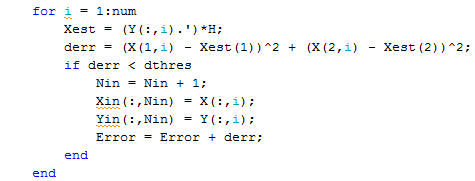 for i = 1:num
Xest = (Y(:,i).')*H;
derr = (X(1,i) - Xest(1))^2 + (X(2,i) - Xest(2))^2;
if derr < dthres
Nin = Nin + 1;
Xin(:,Nin) = X(:,i);
Yin(:,Nin) = Y(:,i);
Error = Error + derr;
end
end